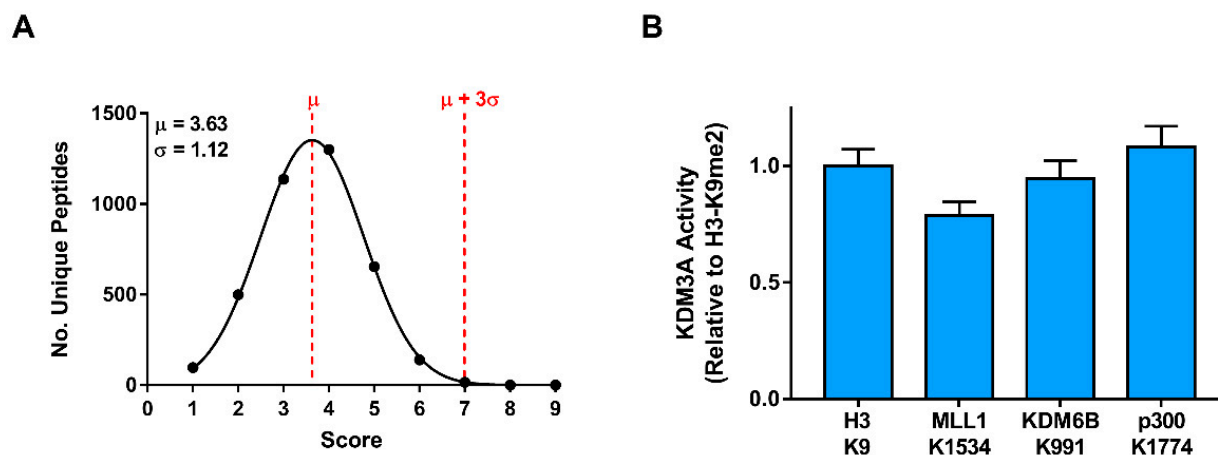 A
μ = 3.63
σ = 1.12
μ
μ + 3σ
No. Unique Peptides
1500
1000
500
0
0 1 2 3 4 5 6 7 8 9
Score
B
KDM3A Activity
(Relative to H3-K9me2)
1.0
0.5
0.0
H3 MLL1 KDM6B p300
K9 K1534 K991 K1774